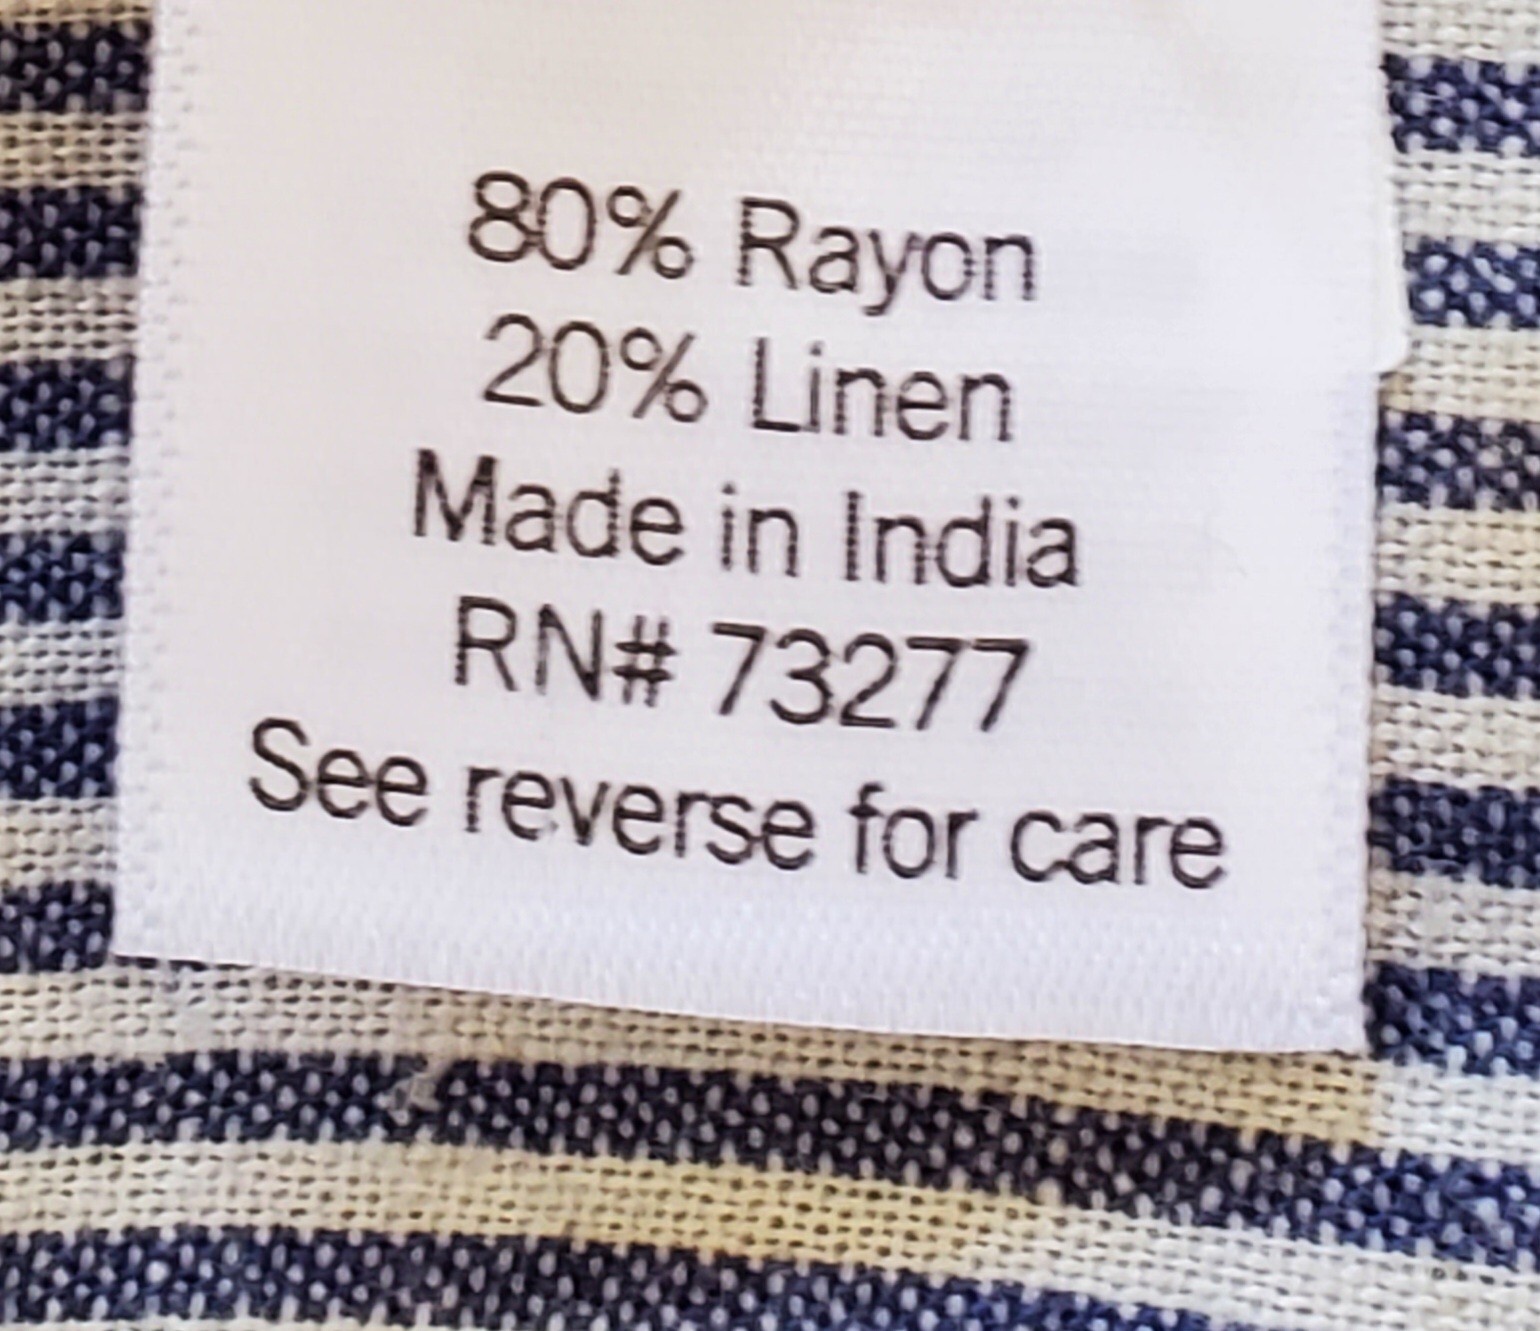 80% Rayon
20% Linen
Made in India
RN# 73277
See reverse for care